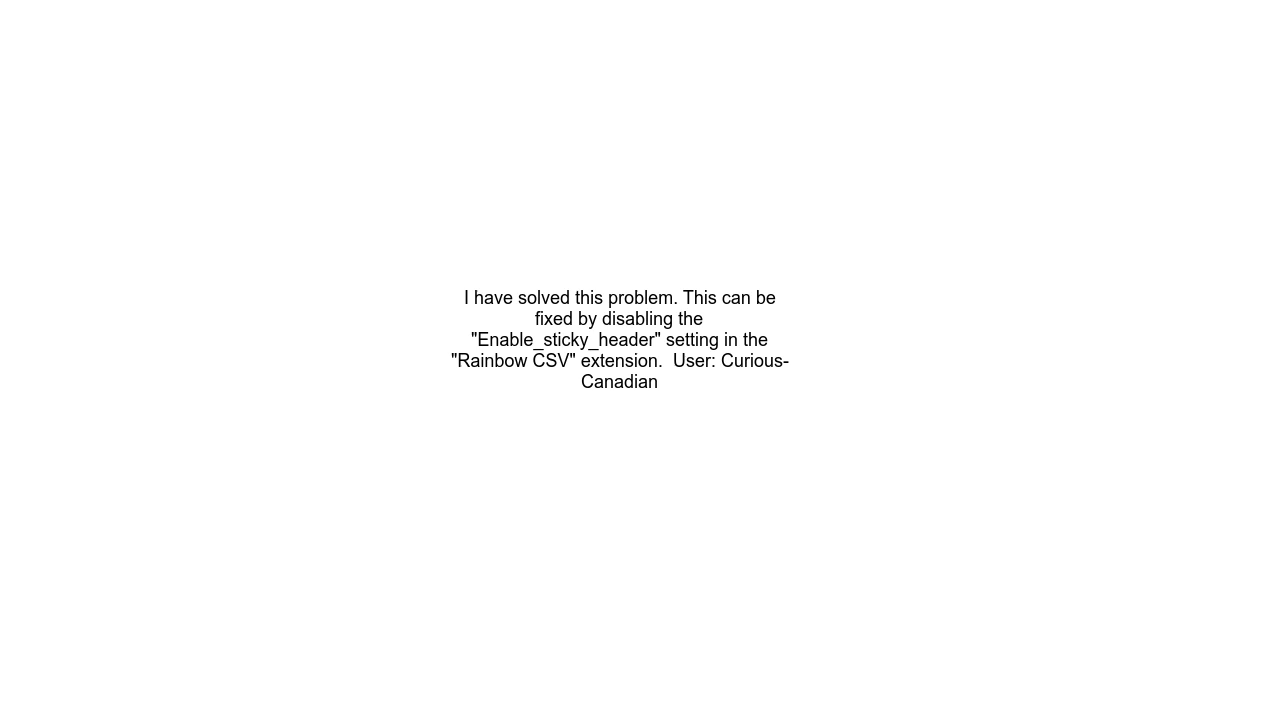 I have solved this problem. This can be
fixed by disabling the
"Enable_sticky_header" setting in the
"Rainbow CSV" extension.  User: Curious-
Canadian